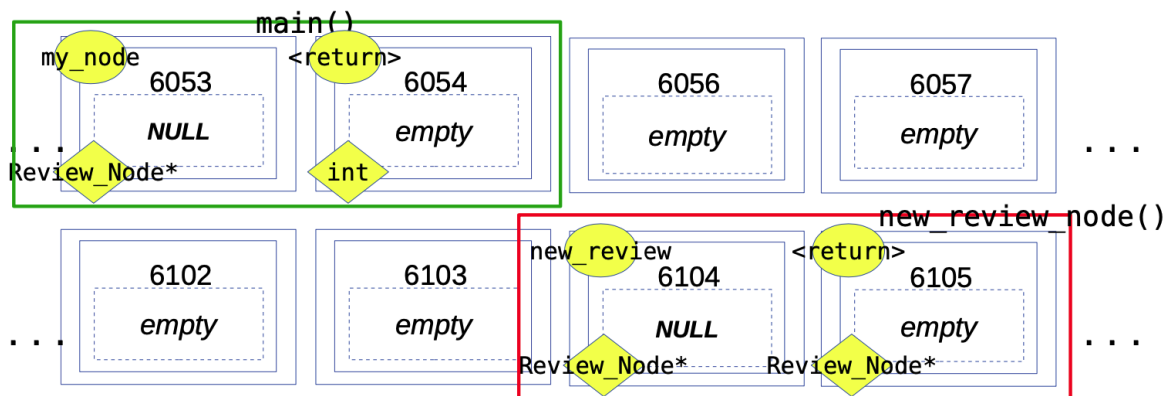 main()
my_node <return>
6053 6054 6056 6057
NULL empty empty empty
... ...
Review_Node* int
new_review_node()
new_review <return>
6102 6103 6104 6105
empty empty NULL empty
... ...
Review_Node* Review_Node*